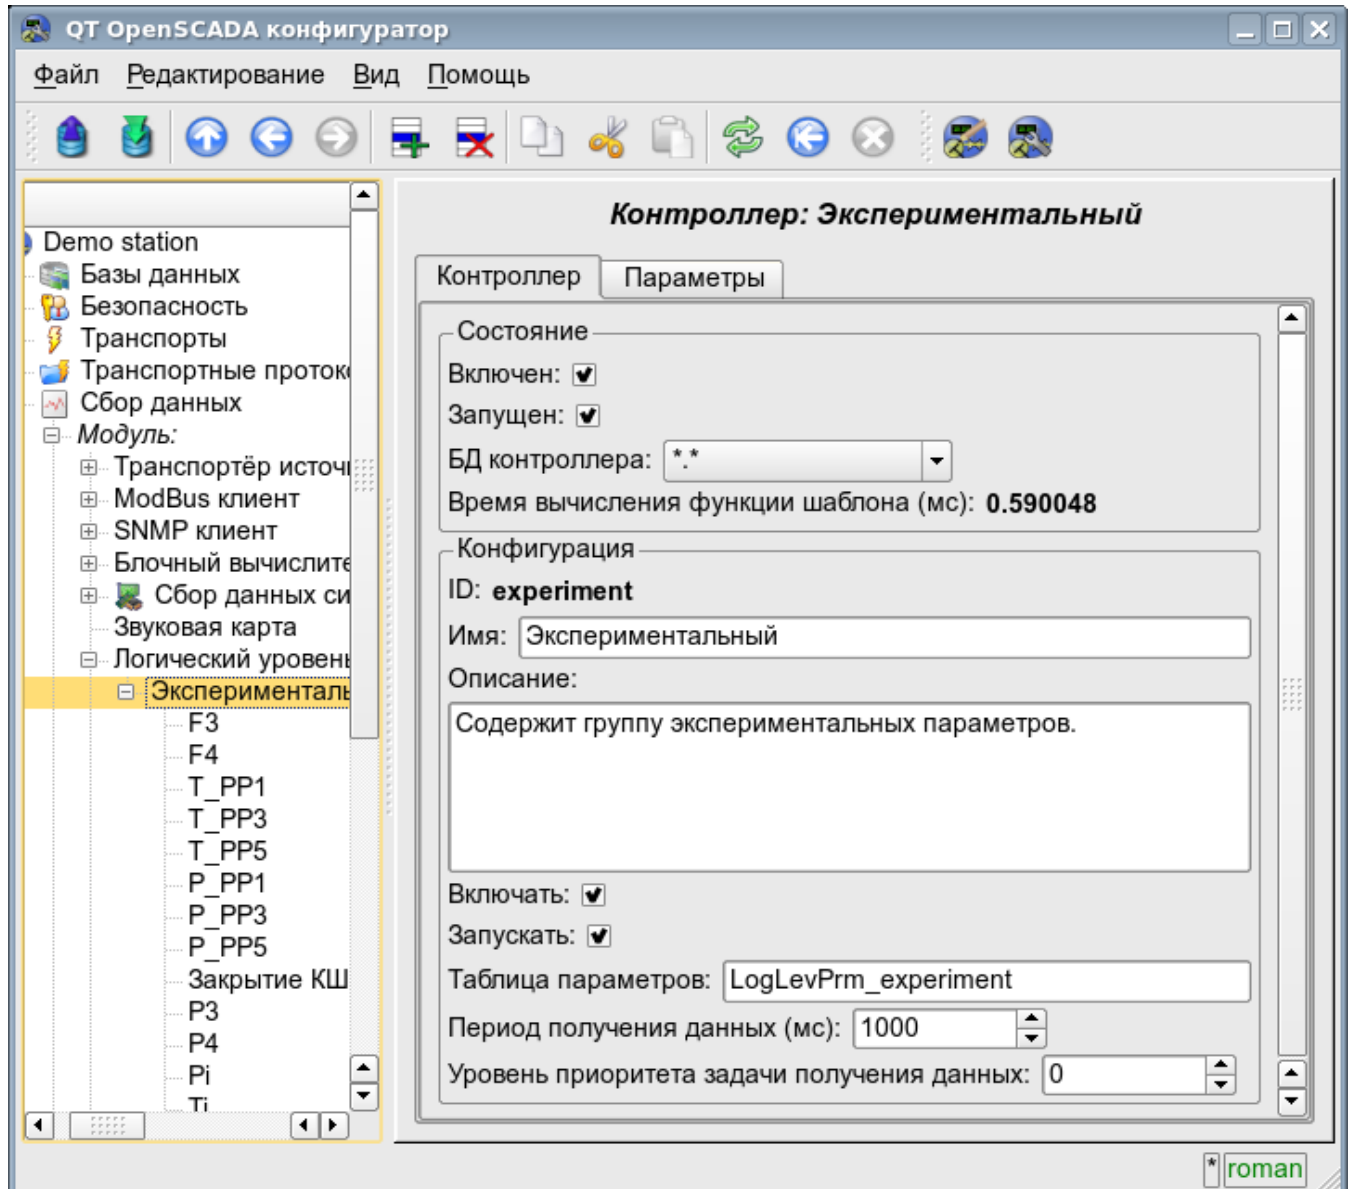 QT OpenSCADA конфигуратор
Файл Редактирование Вид Помощь
Demo station
Базы данных
Безопасность
Транспорты
Транспортные проток
Сбор данных
Модуль:
Транспортёр источ
ModBus клиент
SNMP клиент
Блочный вычислите
Сбор данных си
Звуковая карта
Логический уровень
Эксперименталь
F3
F4
T_PP1
T_PP3
T_PP5
P_PP1
P_PP3
P_PP5
Закрытие КШ
P3
P4
Pi
Ti
Контроллер: Экспериментальный
Контроллер Параметры
Состояние
Включен:
Запущен:
БД контроллера: *.*
Время вычисления функции шаблона (мс): 0.590048
Конфигурация
ID: experiment
Имя: Экспериментальный
Описание:
Содержит группу экспериментальных параметров.
Включать:
Запускать:
Таблица параметров: LogLevPrm_experiment
Период получения данных (мс): 1000
Уровень приоритета задачи получения данных: 0
* roman